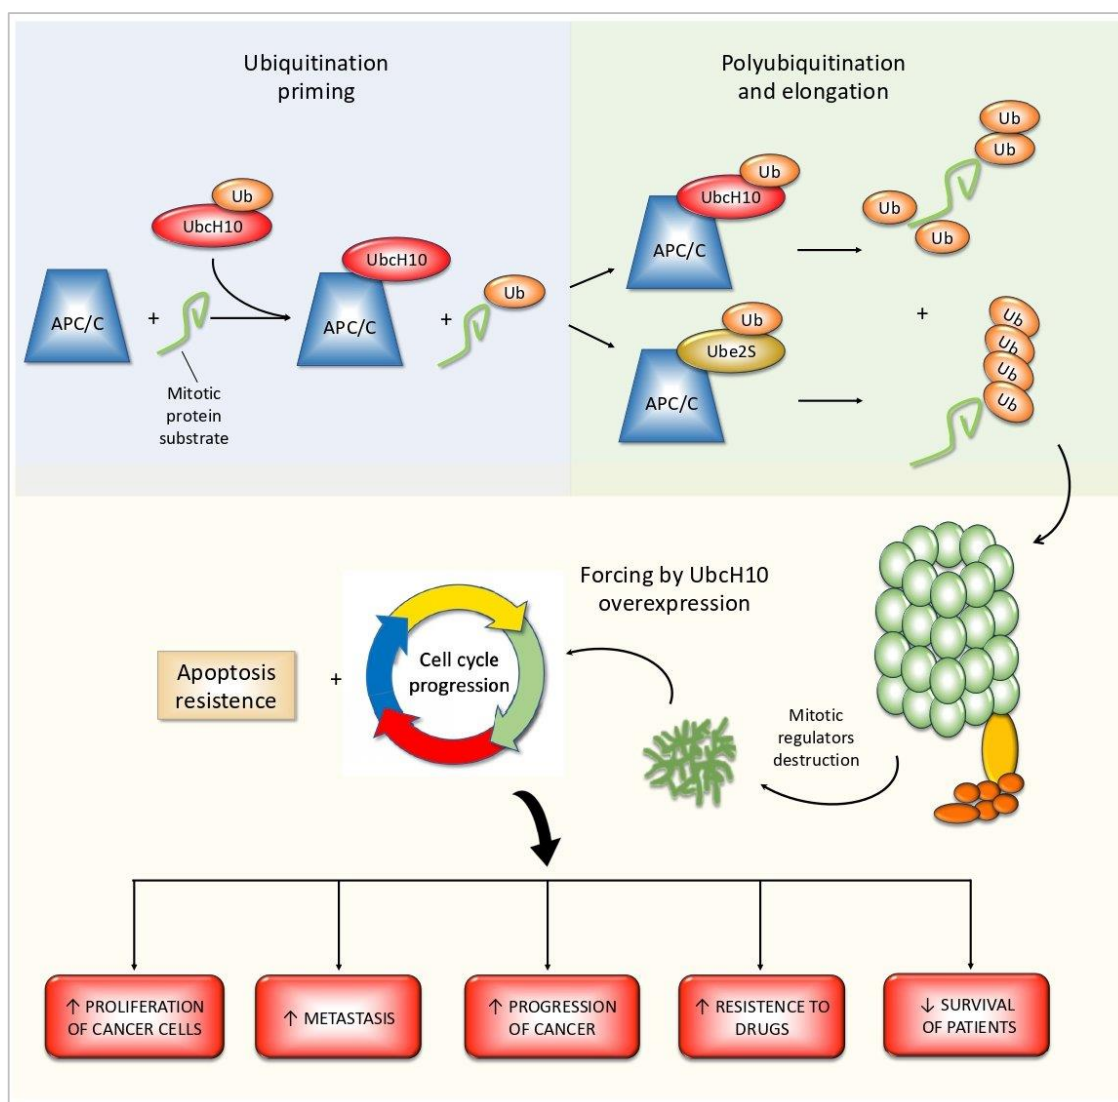 Ubiquitination
priming
Polyubiquitination
and elongation
Ub
UbcH10
APC/C
+
Mitotic
protein
substrate
UbcH10
APC/C
+
Ub
Ub
UbcH10
APC/C
Ub
Ub
Ub
Ub
+
Ub
Ube2S
APC/C
Ub
Ub
Ub
Ub
Forcing by UbcH10
overexpression
Apoptosis
resistence
+
Cell cycle
progression
Mitotic
regulators
destruction
↑ PROLIFERATION
OF CANCER CELLS
↑ METASTASIS
↑ PROGRESSION
OF CANCER
↑ RESISTENCE TO
DRUGS
↓ SURVIVAL
OF PATIENTS